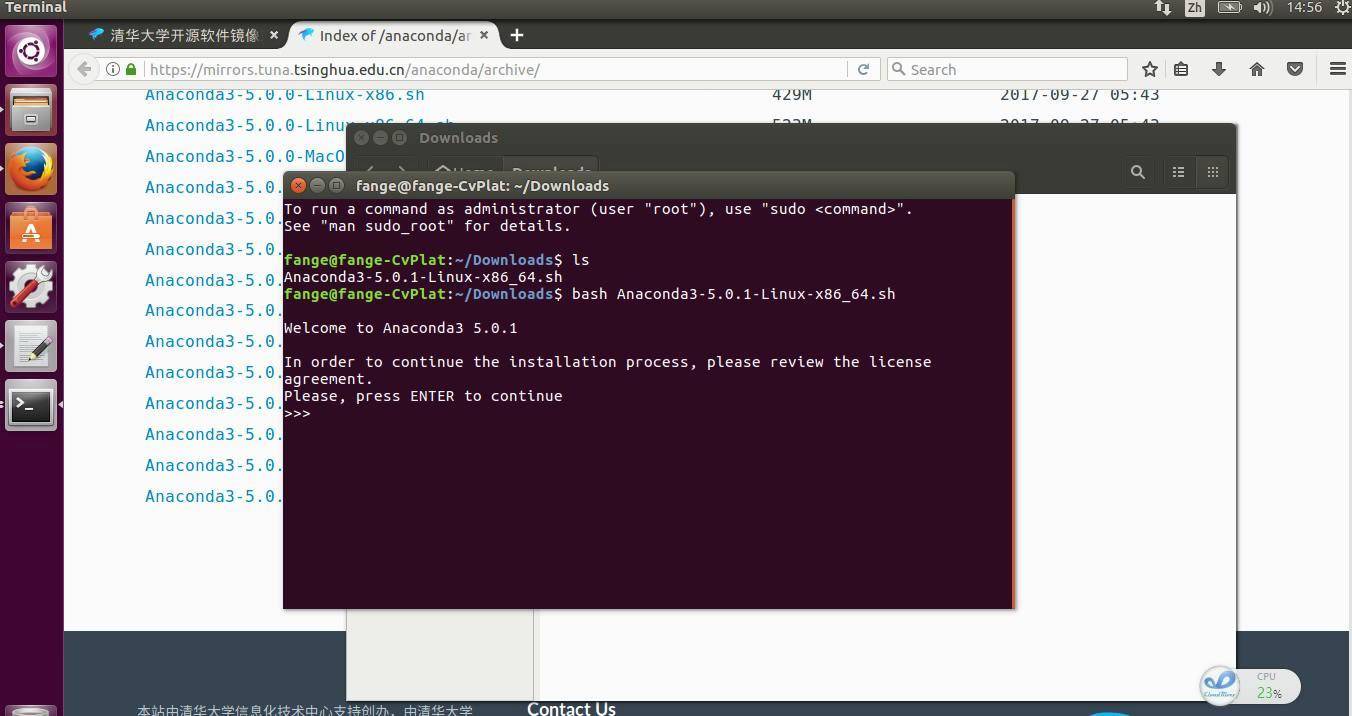 Terminal
Zh
14:56
清华大学开源软件镜像
Index of /anaconda/ar
https://mirrors.tuna.tsinghua.edu.cn/anaconda/archive/
Search
Anaconda3-5.0.0-Linux-x86.sh 429M 2017-09-27 05:43
Anaconda3-5.0.0-Linux-x86_64.sh 523M 2017-09-27 05:43
Anaconda3-5.0.0-MacO
Anaconda3-5.0.
Anaconda3-5.0.
Anaconda3-5.0.
Anaconda3-5.0.
Anaconda3-5.0.
Anaconda3-5.0.
Anaconda3-5.0.
Anaconda3-5.0.
Anaconda3-5.0.
Anaconda3-5.0.
Anaconda3-5.0.
Downloads
Home
Downloads
fange@fange-CvPlat: ~/Downloads
To run a command as administrator (user "root"), use "sudo <command>".
See "man sudo_root" for details.
fange@fange-CvPlat:~/Downloads$ ls
Anaconda3-5.0.1-Linux-x86_64.sh
fange@fange-CvPlat:~/Downloads$ bash Anaconda3-5.0.1-Linux-x86_64.sh
Welcome to Anaconda3 5.0.1
In order to continue the installation process, please review the license
agreement.
Please, press ENTER to continue
>>>
本站由清华大学信息化技术中心支持创办，由清华大学
Contact Us
CPU
23%